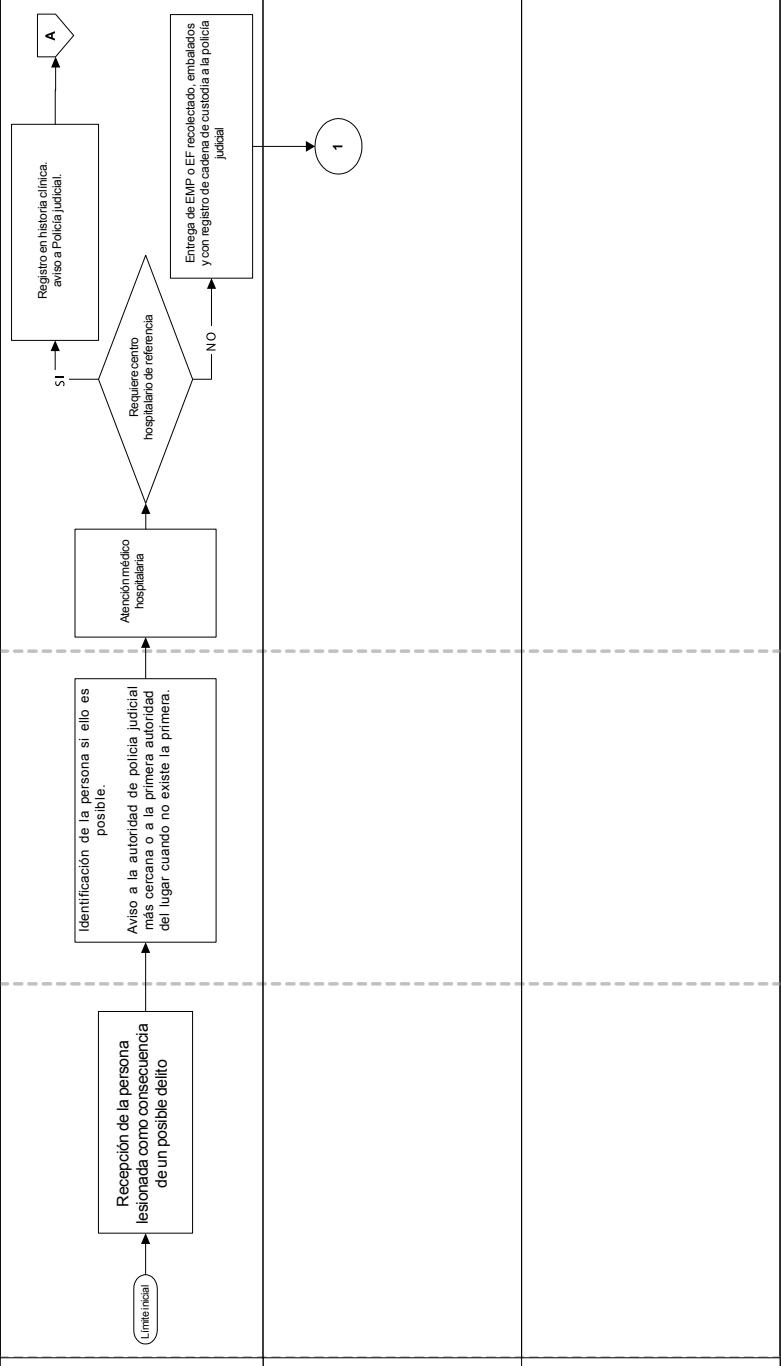 Límite inicial
Recepción de la persona
lesionada como consecuencia
de un posible delito
Identificación de la persona si ello es
posible.
Aviso a la autoridad de policía judicial
más cercana o a la primera autoridad
del lugar cuando no existe la primera.
Atención médico
hospitalaria
Requiere centro
hospitalario de referencia
SI
NO
Registro en historia clínica.
aviso a Policía judicial.
A
Entrega de EMP o EF recolectado, embalados
y con registro de cadena de custodia a la policía
judicial
1